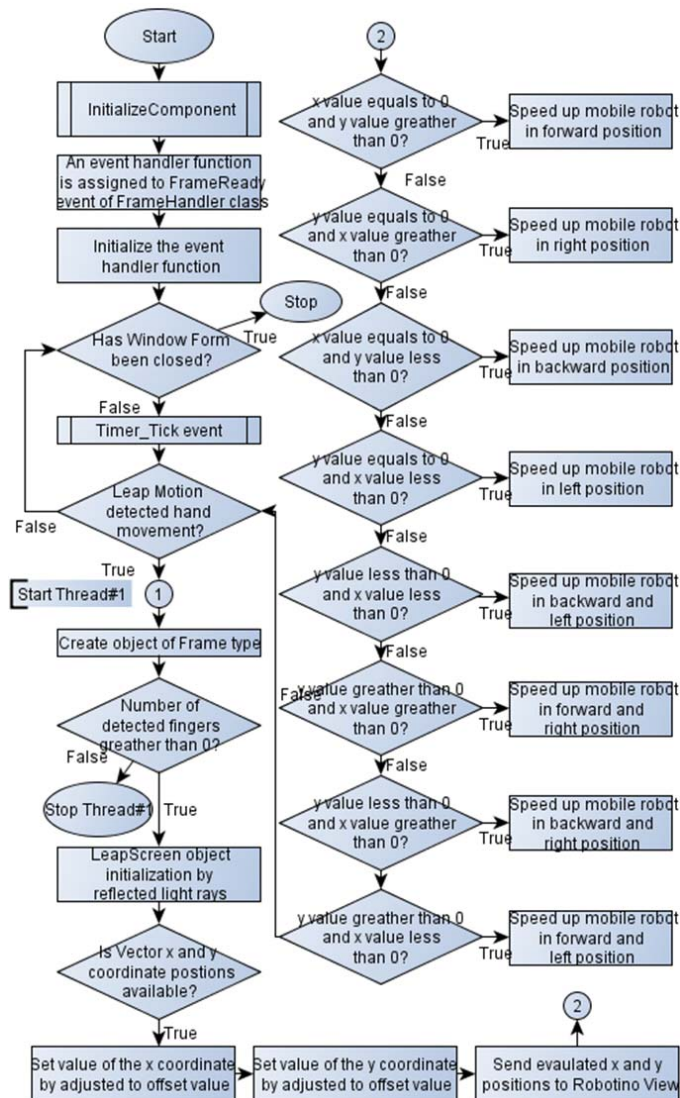 Start
InitializeComponent
An event handler function
is assigned to FrameReady
event of FrameHandler class
Initialize the event
handler function
Stop
True
Has Window Form
been closed?
False
Timer_Tick event
Leap Motion
detected hand
movement?
False
True
Start Thread#1
1
Create object of Frame type
Number of
detected fingers
greather than 0?
False
Stop Thread#1
True
LeapScreen object
initialization by
reflected light rays
Is Vector x and y
coordinate postions
available?
True
Set value of the x coordinate
by adjusted to offset value
Set value of the y coordinate
by adjusted to offset value
Send evaulated x and y
positions to Robotino View
2
2
x value equals to 0
and y value greather
than 0?
True
Speed up mobile robot
in forward position
False
y value equals to 0
and x value greather
than 0?
True
Speed up mobile robot
in right position
False
x value equals to 0
and y value less
than 0?
True
Speed up mobile robot
in backward position
False
y value equals to 0
and x value less
than 0?
True
Speed up mobile robot
in left position
False
y value less than 0
and x value less
than 0?
True
Speed up mobile robot
in backward and
left position
False
False
value greather than 0
and x value greather
than 0?
True
Speed up mobile robot
in forward and
right position
False
y value less than 0
and x value greather
than 0?
True
Speed up mobile robot
in backward and
right position
y value greather than 0
and x value less
than 0?
True
Speed up mobile robot
in forward and
left position